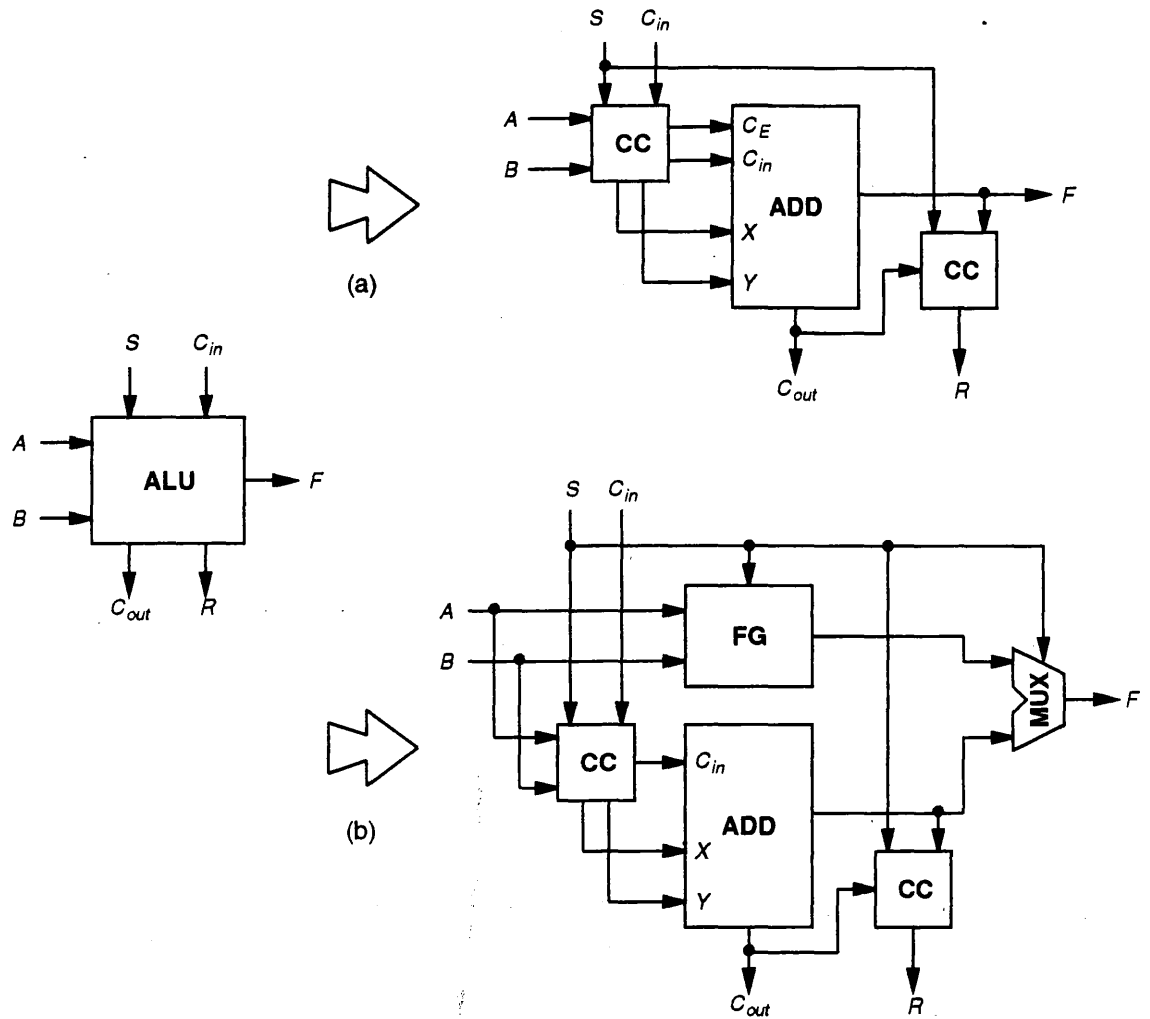 S C_in
A
B
CC
C_E
C_in
X
Y
ADD
F
CC
C_out
R
(a)
S C_in
A
B
ALU
F
C_out R
S C_in
A
B
FG
MUX
F
CC
C_in
X
Y
ADD
CC
C_out
R
(b)